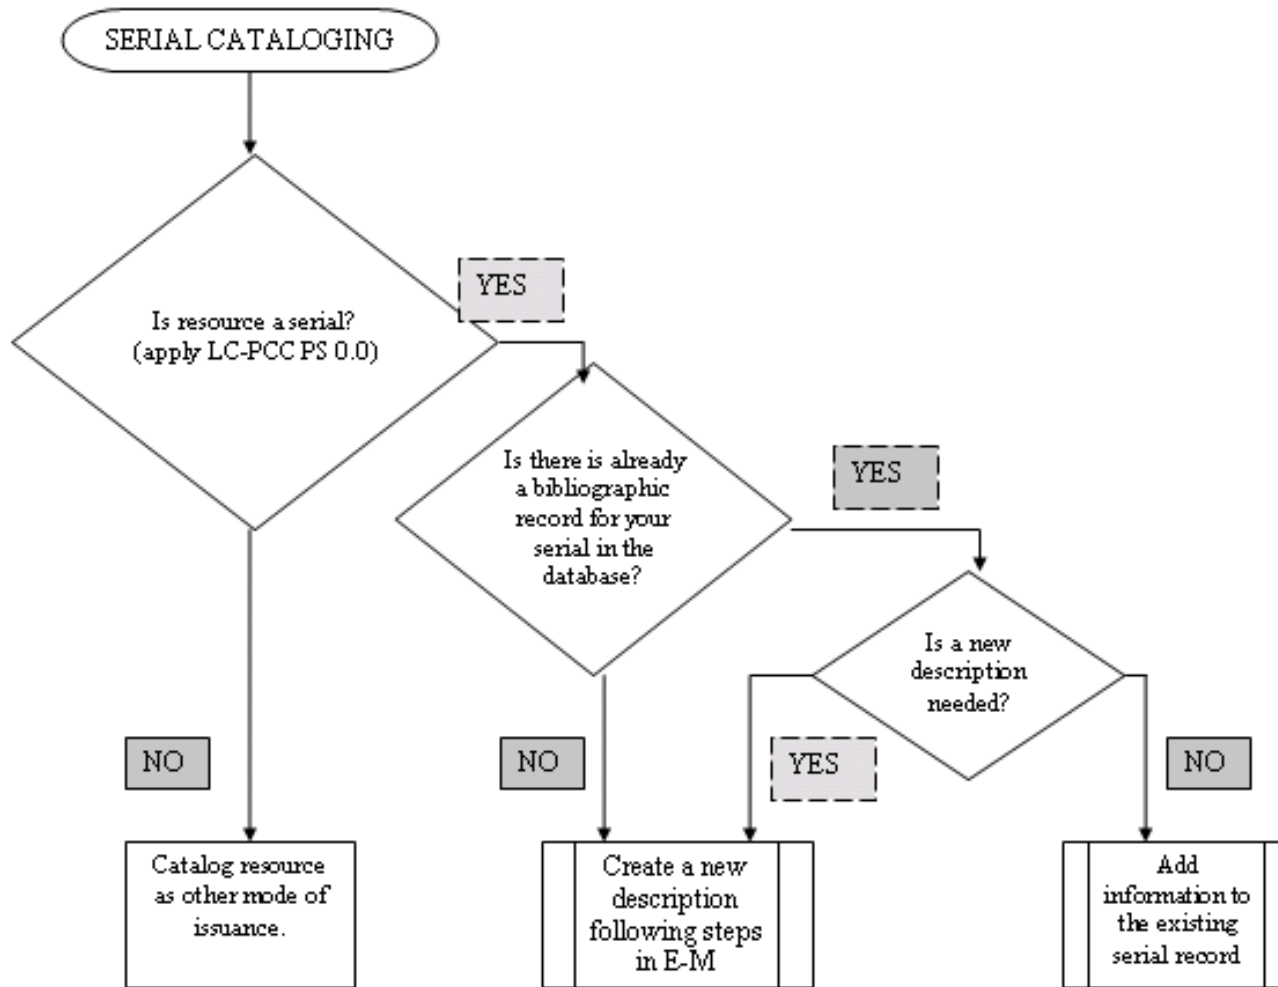 SERIAL CATALOGING
Is resource a serial?
(apply LC-PCC PS 0.0)
YES
Is there is already
a bibliographic
record for your
serial in the
database?
YES
Is a new
description
needed?
NO
NO
YES
NO
Catalog resource
as other mode of
issuance.
Create a new
description
following steps
in E-M
Add
information to
the existing
serial record